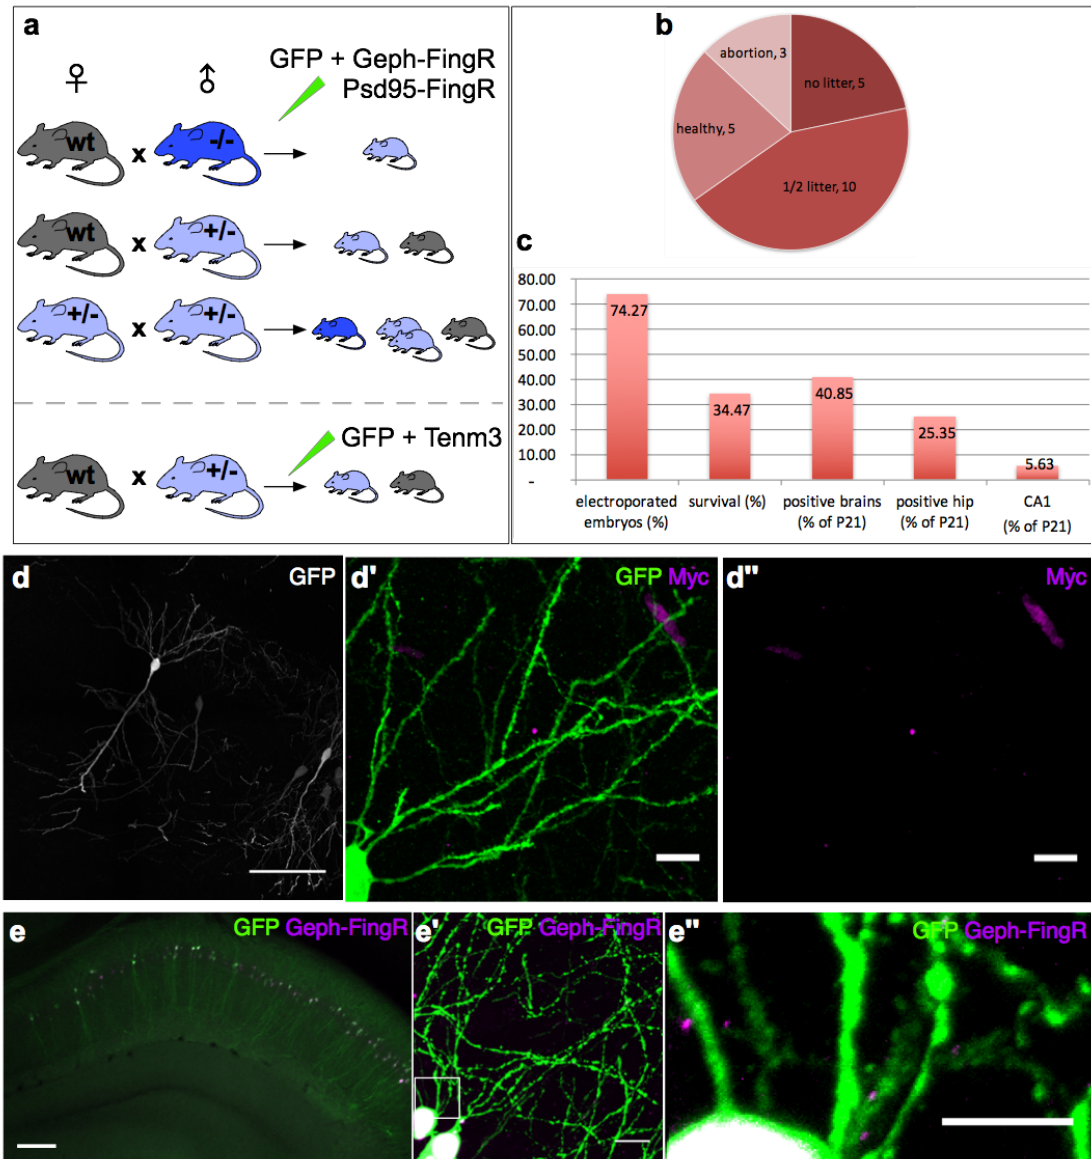 a
♀ ♂
GFP + Geph-FingR
Psd95-FingR
wt x -/-
wt x +/-
+/- x +/-
GFP + Tenm3
wt x +/-
b
abortion, 3
no litter, 5
healthy, 5
1/2 litter, 10
c
80.00
70.00
60.00
50.00
40.00
30.00
20.00
10.00
-
74.27
34.47
40.85
25.35
5.63
electroporated
embryos (%)
survival (%)
positive brains
(% of P21)
positive hip
(% of P21)
CA1
(% of P21)
d
GFP
d'
GFP Myc
d"
Myc
e
GFP Geph-FingR
e'
GFP Geph-FingR
e"
GFP Geph-FingR